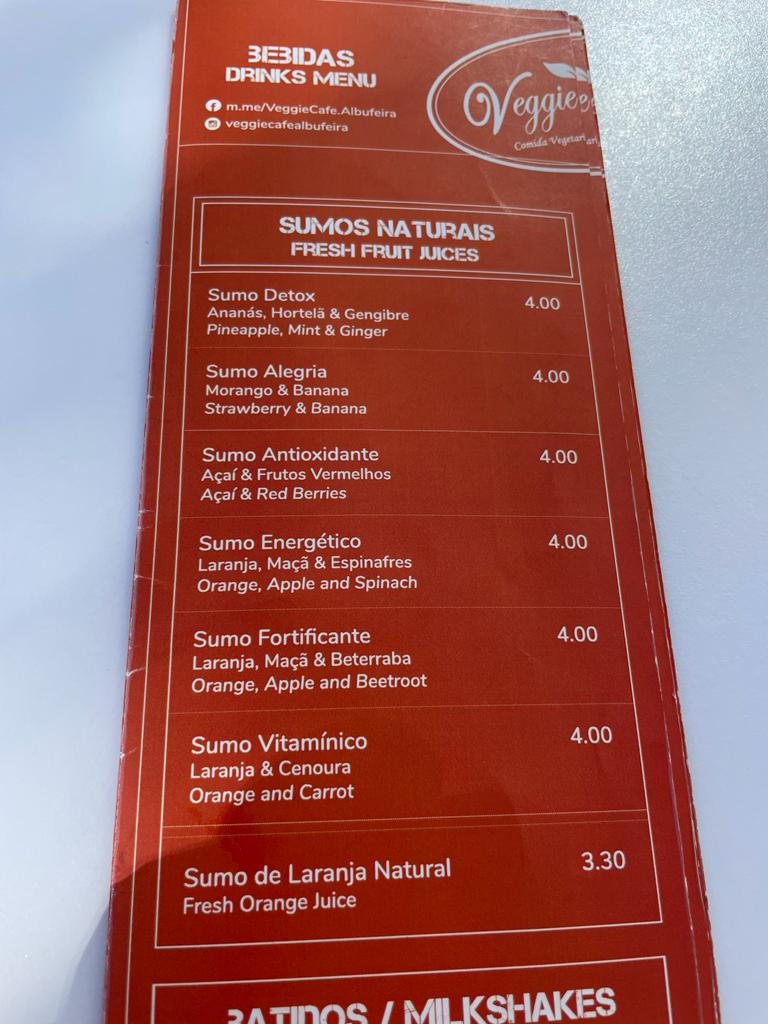 BEBIDAS
DRINKS MENU
m.me/VeggieCafe.Albufeira
veggiecafealbufeira
Veggie
Comida
SUMOS NATURAIS
FRESH FRUIT JUICES
Sumo Detox 4.00
Ananás, Hortelã & Gengibre
Pineapple, Mint & Ginger
Sumo Alegria 4.00
Morango & Banana
Strawberry & Banana
Sumo Antioxidante 4.00
Açaí & Frutos Vermelhos
Açaí & Red Berries
Sumo Energético 4.00
Laranja, Maçã & Espinafres
Orange, Apple and Spinach
Sumo Fortificante 4.00
Laranja, Maçã & Beterraba
Orange, Apple and Beetroot
Sumo Vitamínico 4.00
Laranja & Cenoura
Orange and Carrot
Sumo de Laranja Natural 3.30
Fresh Orange Juice
BATIDOS / MILKSHAKES